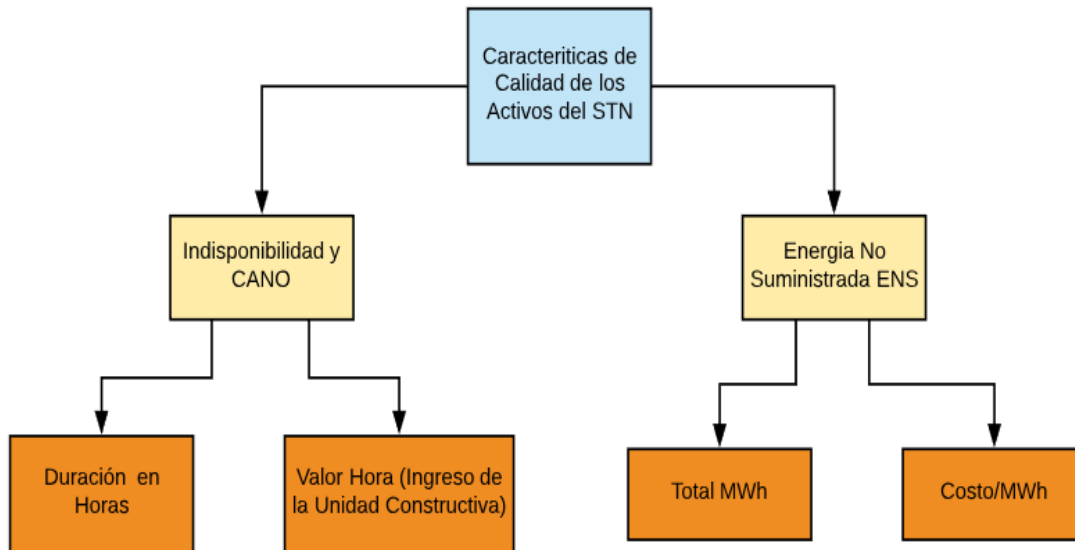 Caracteriticas de
Calidad de los
Activos del STN
Indisponibilidad y
CANO
Energia No
Suministrada ENS
Duración en
Horas
Valor Hora (Ingreso de
la Unidad Constructiva)
Total MWh
Costo/MWh